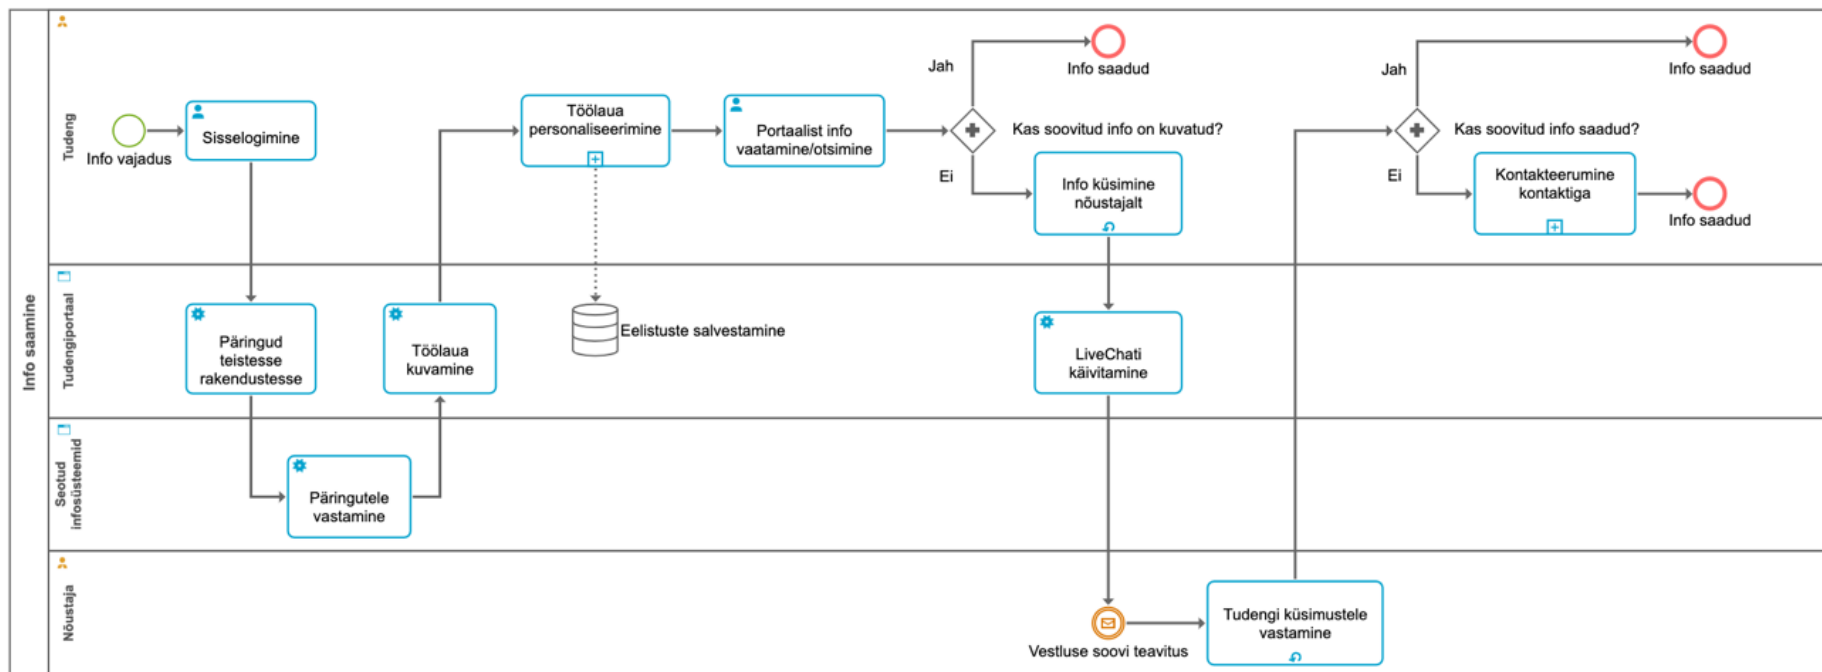 Info saamine
Tudeng
Info vajadus
Sisselogimine
Töölaua
personaliseerimine
Portaalist info
vaatamine/otsimine
Jah
Info saadud
Kas soovitud info on kuvatud?
Ei
Info küsimine
nõustajalt
Jah
Info saadud
Kas soovitud info saadud?
Ei
Kontakteerumine
kontaktiga
Info saadud
Tudengiportaal
Päringud
teistesse
rakendustesse
Töölaua
kuvamine
Eelistuste salvestamine
LiveChati
käivitamine
Seotud
infosüsteemid
Päringutele
vastamine
Nõustaja
Vestluse soovi teavitus
Tudengi küsimustele
vastamine